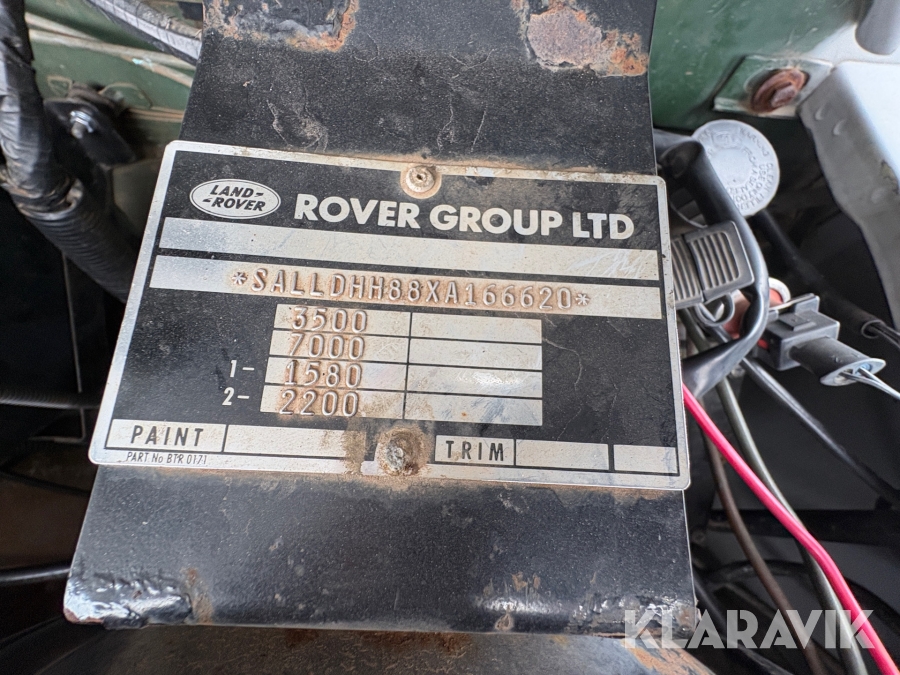 LAND-
-ROVER
ROVER GROUP LTD
*SALLDHH88XA166620*
3500
7000
1- 1580
2- 2200
PAINT
TRIM
PART No BTR 0171
KLARAVIK